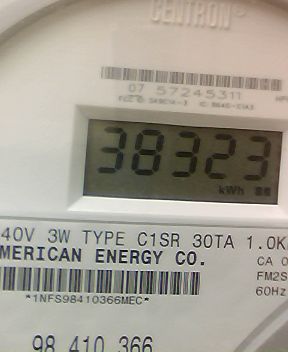 CENTRON®
07 57245311
38323
kWh
40V 3W TYPE C1SR 30TA 1.0K
MERICAN ENERGY CO.
CA 0
FM2S
60Hz
*1NFS98410366MEC*
98 410 366